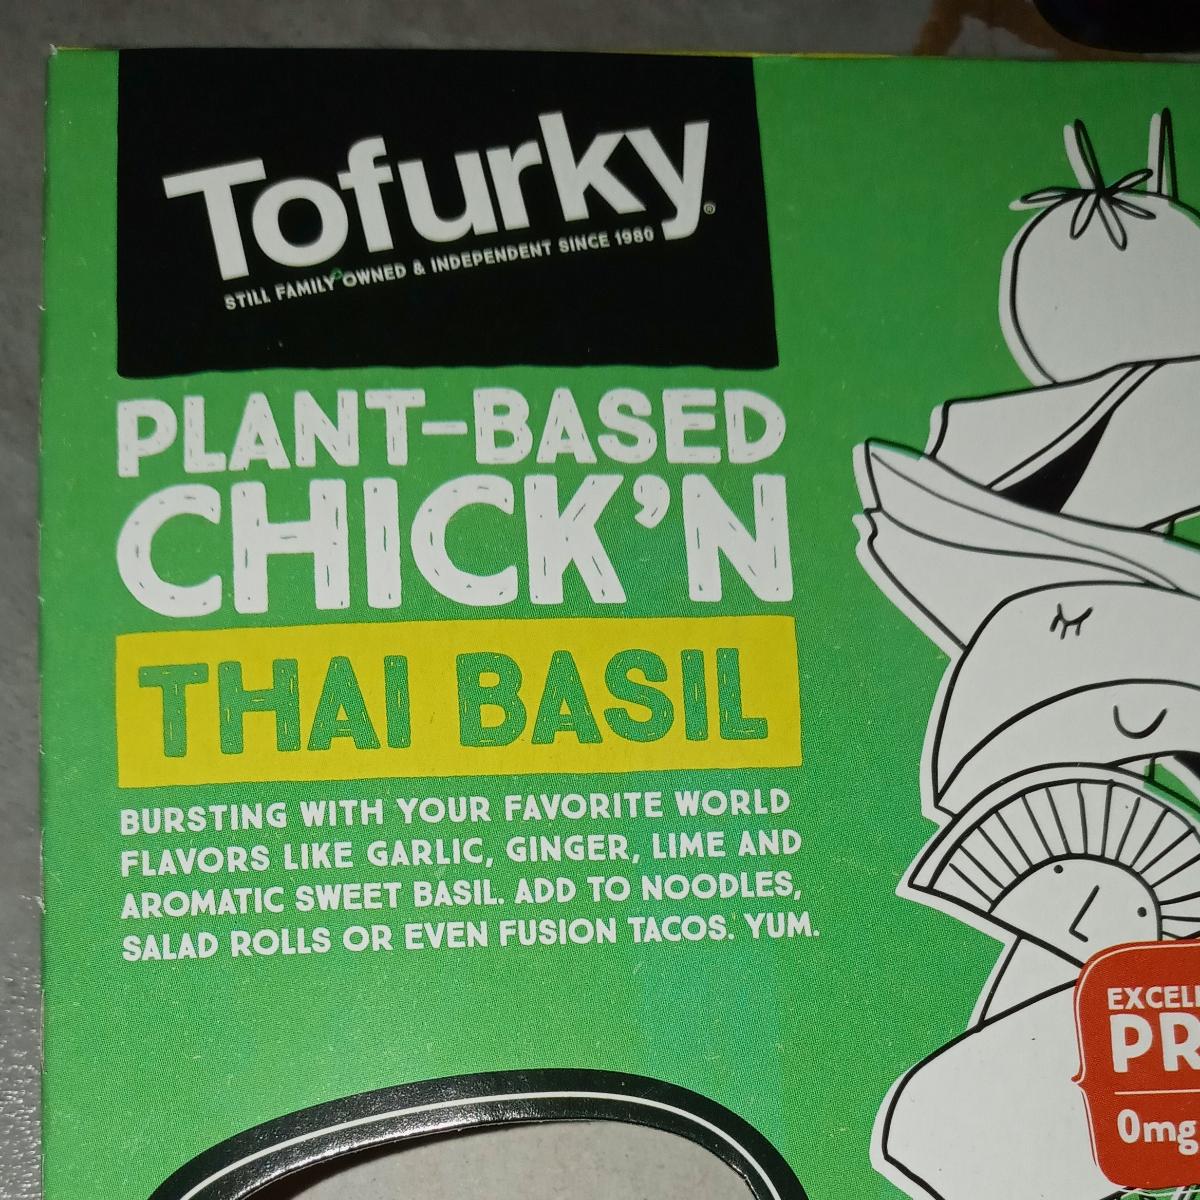 Tofurky®
STILL FAMILY OWNED & INDEPENDENT SINCE 1980
PLANT-BASED
CHICK'N
THAI BASIL
BURSTING WITH YOUR FAVORITE WORLD
FLAVORS LIKE GARLIC, GINGER, LIME AND
AROMATIC SWEET BASIL. ADD TO NOODLES,
SALAD ROLLS OR EVEN FUSION TACOS. YUM.
0mg